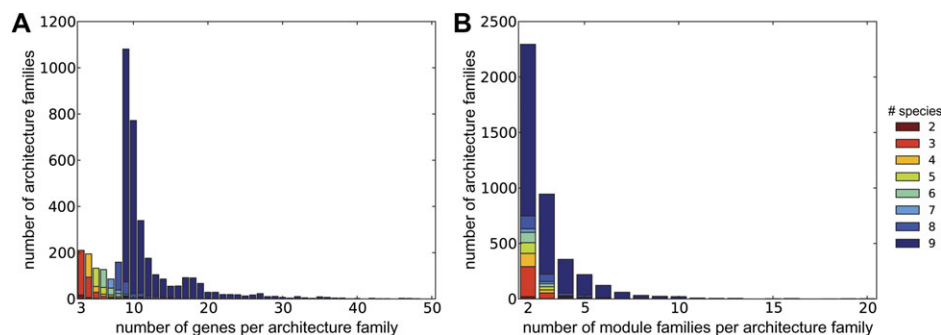 A
number of architecture families
1200
1000
800
600
400
200
0
3 10 20 30 40 50
number of genes per architecture family
B
number of architecture families
2500
2000
1500
1000
500
0
2 5 10 15 20
number of module families per architecture family
# species
2
3
4
5
6
7
8
9